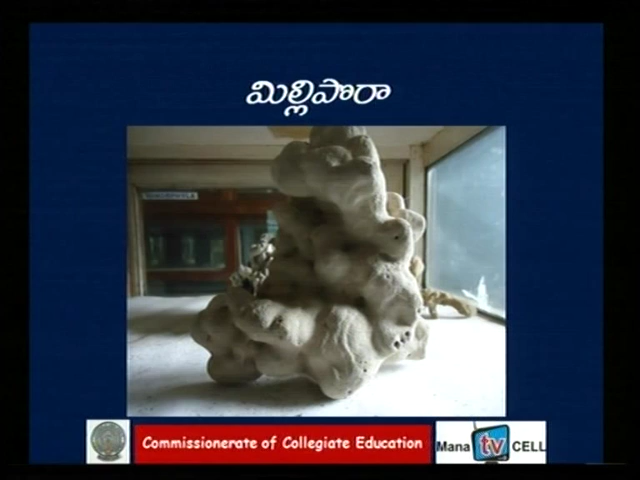 మిల్లిపొరా
Commissionerate of Collegiate Education
Mana tv CELL